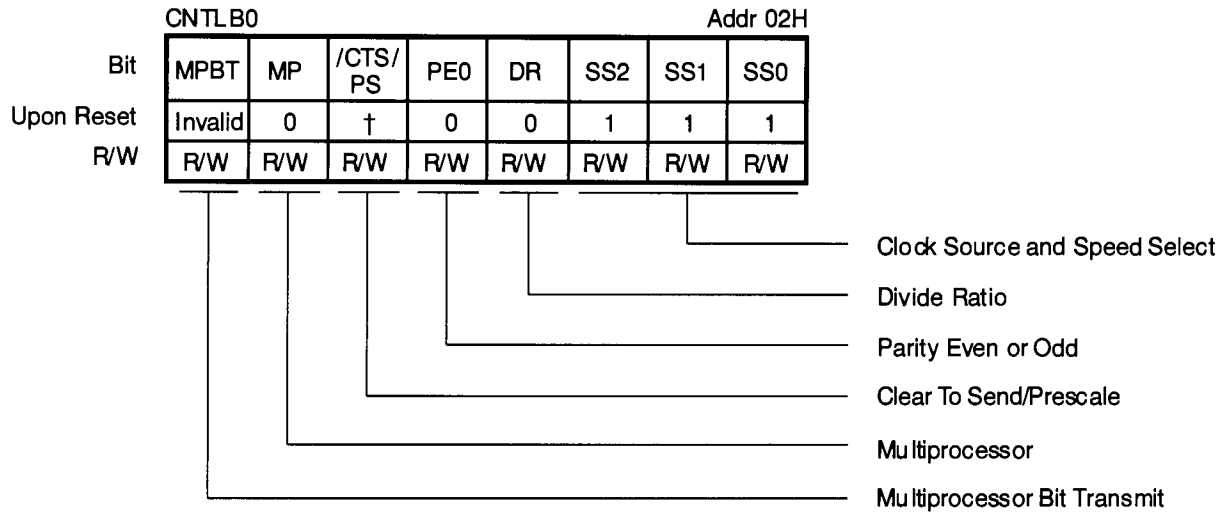 CNTLB0 Addr 02H
Bit MPBT MP /CTS/ PS PE0 DR SS2 SS1 SS0
Upon Reset Invalid 0 † 0 0 1 1 1
R/W R/W R/W R/W R/W R/W R/W R/W R/W
Clock Source and Speed Select
Divide Ratio
Parity Even or Odd
Clear To Send/Prescale
Multiprocessor
Multiprocessor Bit Transmit